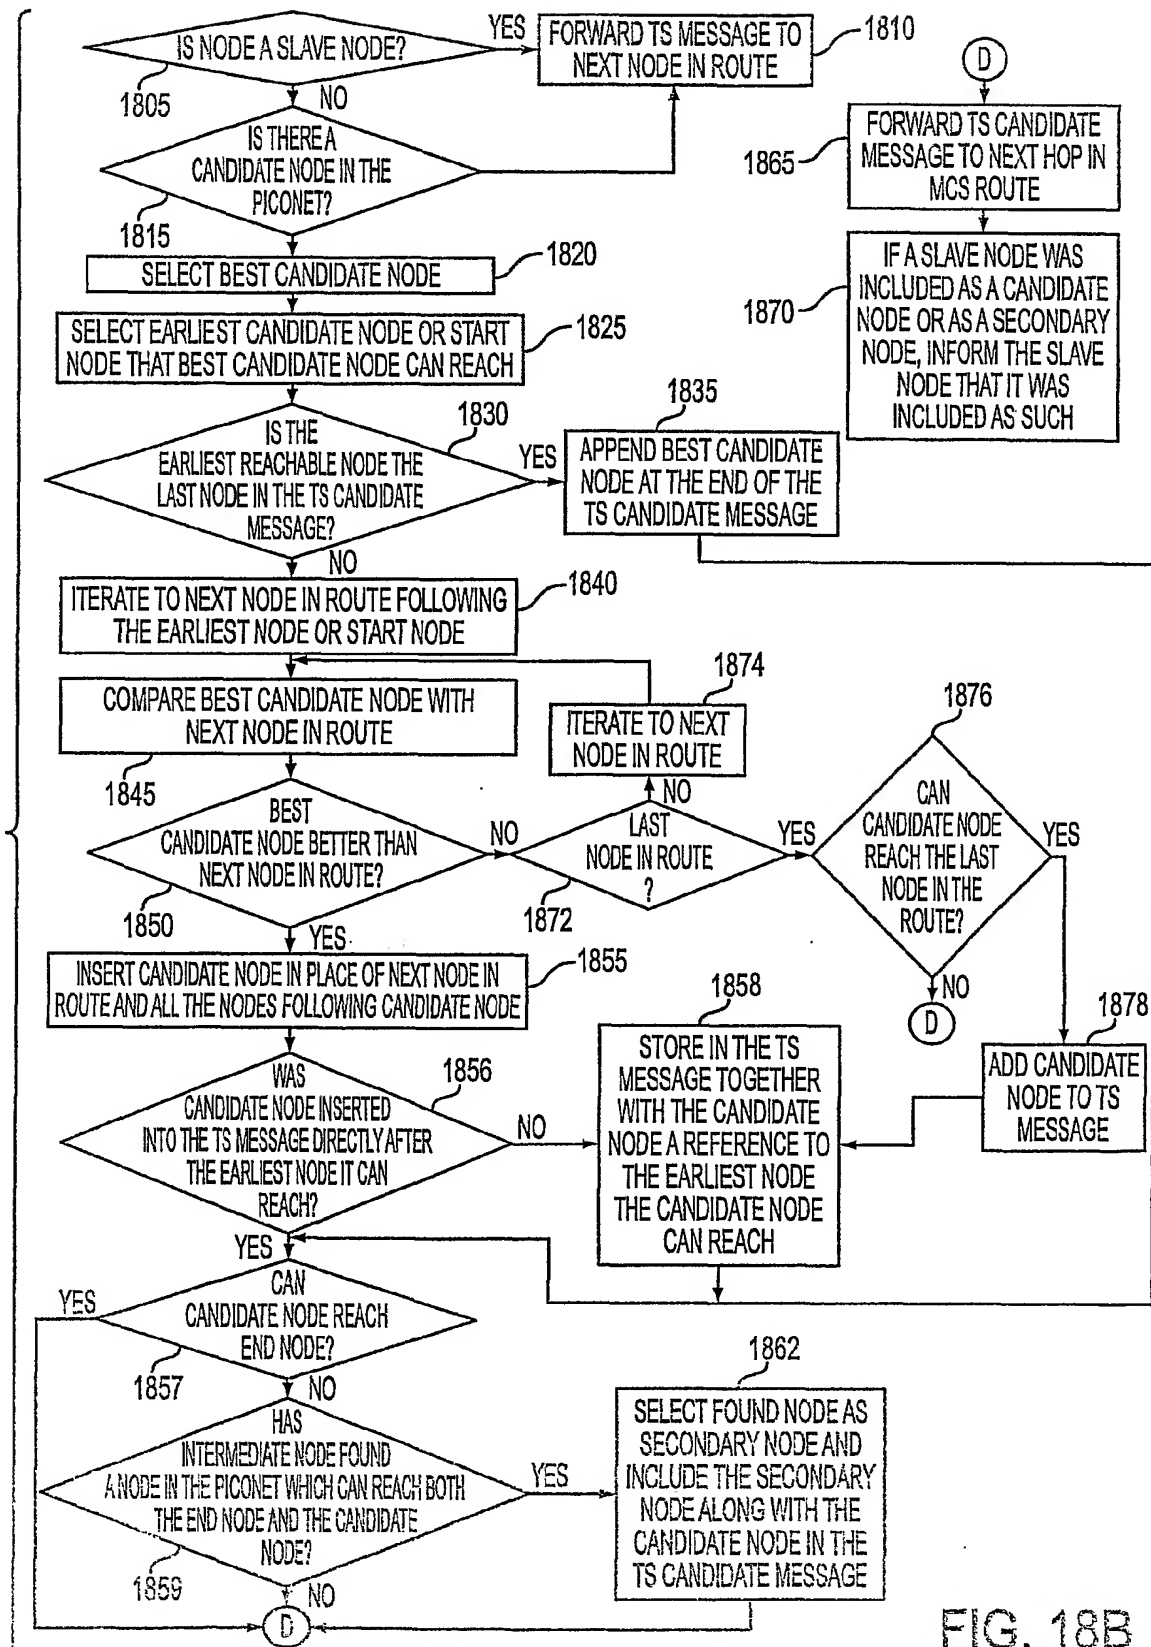 IS NODE A SLAVE NODE?
1805
YES
FORWARD TS MESSAGE TO
NEXT NODE IN ROUTE
1810
NO
IS THERE A
CANDIDATE NODE IN THE
PICONET?
1815
SELECT BEST CANDIDATE NODE
1820
SELECT EARLIEST CANDIDATE NODE OR START
NODE THAT BEST CANDIDATE NODE CAN REACH
1825
IS THE
EARLIEST REACHABLE NODE THE
LAST NODE IN THE TS CANDIDATE
MESSAGE?
1830
YES
APPEND BEST CANDIDATE
NODE AT THE END OF THE
TS CANDIDATE MESSAGE
1835
NO
ITERATE TO NEXT NODE IN ROUTE FOLLOWING
THE EARLIEST NODE OR START NODE
1840
COMPARE BEST CANDIDATE NODE WITH
NEXT NODE IN ROUTE
1845
BEST
CANDIDATE NODE BETTER THAN
NEXT NODE IN ROUTE?
1850
NO
LAST
NODE IN ROUTE
?
1872
NO
ITERATE TO NEXT
NODE IN ROUTE
1874
YES
CAN
CANDIDATE NODE
REACH THE LAST
NODE IN THE
ROUTE?
1876
YES
NO
D
ADD CANDIDATE
NODE TO TS
MESSAGE
1878
YES
INSERT CANDIDATE NODE IN PLACE OF NEXT NODE IN
ROUTE AND ALL THE NODES FOLLOWING CANDIDATE NODE
1855
WAS
CANDIDATE NODE INSERTED
INTO THE TS MESSAGE DIRECTLY AFTER
THE EARLIEST NODE IT CAN
REACH?
1856
NO
STORE IN THE TS
MESSAGE TOGETHER
WITH THE CANDIDATE
NODE A REFERENCE TO
THE EARLIEST NODE
THE CANDIDATE NODE
CAN REACH
1858
YES
CAN
CANDIDATE NODE REACH
END NODE?
1857
YES
NO
HAS
INTERMEDIATE NODE FOUND
A NODE IN THE PICONET WHICH CAN REACH BOTH
THE END NODE AND THE CANDIDATE
NODE?
1859
YES
SELECT FOUND NODE AS
SECONDARY NODE AND
INCLUDE THE SECONDARY
NODE ALONG WITH THE
CANDIDATE NODE IN THE
TS CANDIDATE MESSAGE
1862
NO
D
D
FORWARD TS CANDIDATE
MESSAGE TO NEXT HOP IN
MCS ROUTE
1865
IF A SLAVE NODE WAS
INCLUDED AS A CANDIDATE
NODE OR AS A SECONDARY
NODE, INFORM THE SLAVE
NODE THAT IT WAS
INCLUDED AS SUCH
1870
FIG. 18B